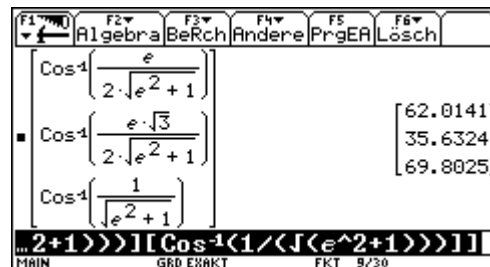 F1 F2 F3 F4 F5 F6
Algebra BeRch Andere PrgEA Lösch
Cos⁻¹(e/(2·√(e²+1)))
Cos⁻¹(e·√3/(2·√(e²+1)))
Cos⁻¹(1/√(e²+1))
[62.0141
35.6324
69.8025
…2+1)))][Cos⁻¹(1/(√(e^2+1)))]]
MAIN GRD EXAKT FKT 9/30